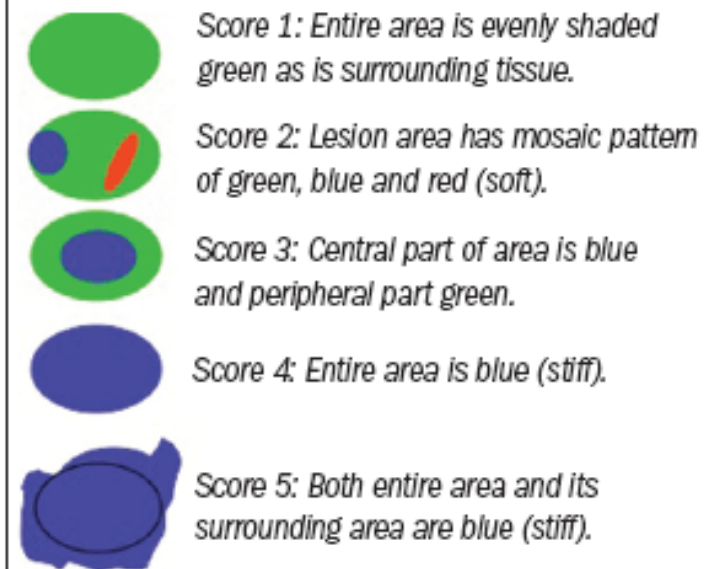 Score 1: Entire area is evenly shaded
green as is surrounding tissue.
Score 2: Lesion area has mosaic pattern
of green, blue and red (soft).
Score 3: Central part of area is blue
and peripheral part green.
Score 4: Entire area is blue (stiff).
Score 5: Both entire area and its
surrounding area are blue (stiff).